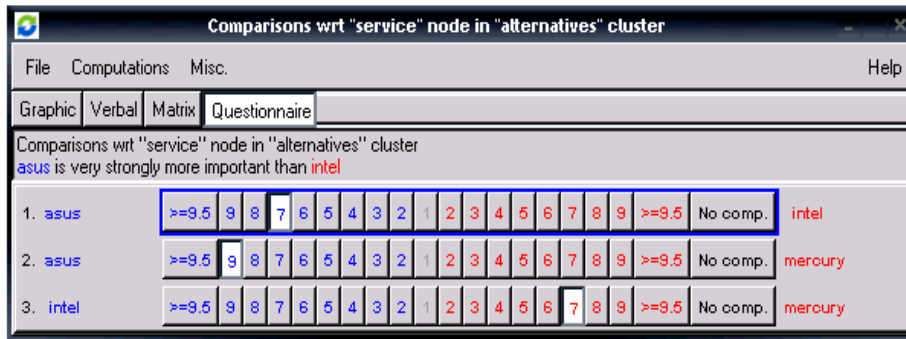 Comparisons wrt "service" node in "alternatives" cluster
File Computations Misc. Help
Graphic Verbal Matrix Questionnaire
Comparisons wrt "service" node in "alternatives" cluster
asus is very strongly more important than intel
1. asus >=9.5 9 8 7 6 5 4 3 2 1 2 3 4 5 6 7 8 9 >=9.5 No comp. intel
2. asus >=9.5 9 8 7 6 5 4 3 2 1 2 3 4 5 6 7 8 9 >=9.5 No comp. mercury
3. intel >=9.5 9 8 7 6 5 4 3 2 1 2 3 4 5 6 7 8 9 >=9.5 No comp. mercury